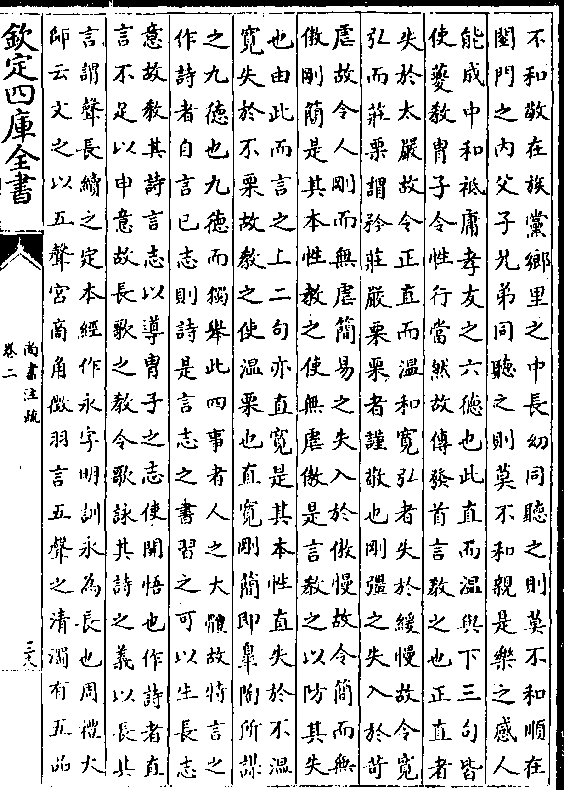 不和敬在族黨鄉里之中長幼同聽之則莫不和順在
閨門之內父子兄弟同聽之則莫不和親是樂之感人
能成中和祗庸孝友之六德也此直而溫與下三句皆
使夔教胄子令性行當然故傳發首言教之也正直者
失於太嚴故令正直而溫和寬弘者失於緩慢故令寬
弘而莊栗謂矜莊嚴栗栗者謹敬也剛彊之失入於苛
虐故令人剛而無虐簡易之失入於傲慢故令簡而無
傲剛簡是其本性教之使無虐傲是言教之以防其失
也由此而言之上二句亦直寬是其本性直失於不溫
寬失於不栗故教之使溫栗也直寬剛簡即臯陶所謀
之九德也九德而獨舉此四事者人之大體故特言之
作詩者自言已志則詩是言志之書習之可以生長志
意故教其詩言志以導胄子之志使開悟也作詩者直
言不足以申意故長歌之教令歌詠其詩之義以長其
言謂聲長續之定本經作永字明訓永為長也周禮大
師云文之以五聲宮商角徵羽言五聲之清濁有五品
欽定四庫全書
尚書注疏
卷二